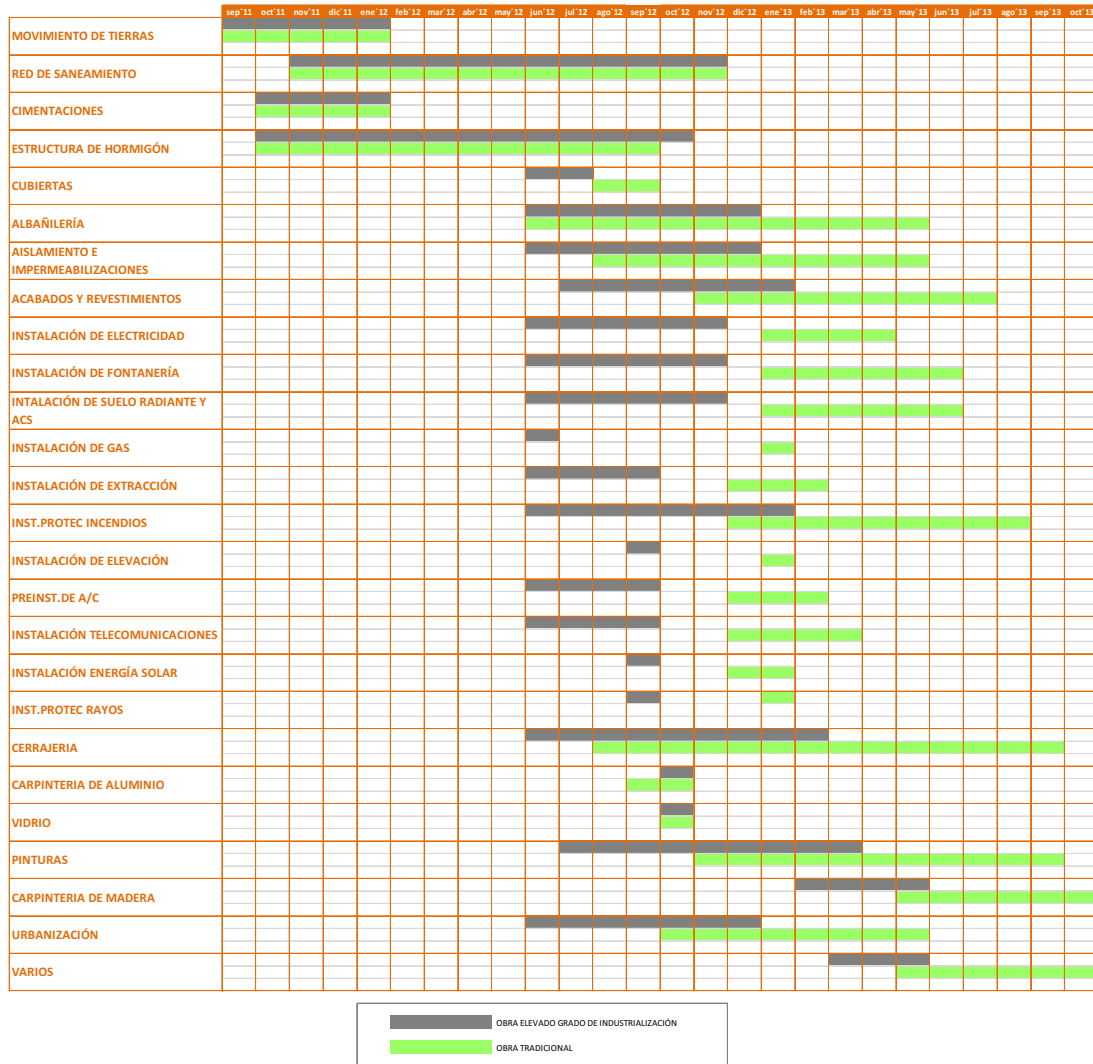 sep´11 oct´11 nov´11 dic´11 ene´12 feb´12 mar´12 abr´12 may´12 jun´12 jul´12 ago´12 sep´12 oct´12 nov´12 dic´12 ene´13 feb´13 mar´13 abr´13 may´13 jun´13 jul´13 ago´13 sep´13 oct´13
MOVIMIENTO DE TIERRAS
RED DE SANEAMIENTO
CIMENTACIONES
ESTRUCTURA DE HORMIGÓN
CUBIERTAS
ALBAÑILERÍA
AISLAMIENTO E
IMPERMEABILIZACIONES
ACABADOS Y REVESTIMIENTOS
INSTALACIÓN DE ELECTRICIDAD
INSTALACIÓN DE FONTANERÍA
INTALACIÓN DE SUELO RADIANTE Y
ACS
INSTALACIÓN DE GAS
INSTALACIÓN DE EXTRACCIÓN
INST.PROTEC INCENDIOS
INSTALACIÓN DE ELEVACIÓN
PREINST.DE A/C
INSTALACIÓN TELECOMUNICACIONES
INSTALACIÓN ENERGÍA SOLAR
INST.PROTEC RAYOS
CERRAJERIA
CARPINTERIA DE ALUMINIO
VIDRIO
PINTURAS
CARPINTERIA DE MADERA
URBANIZACIÓN
VARIOS
OBRA ELEVADO GRADO DE INDUSTRIALIZACIÓN
OBRA TRADICIONAL